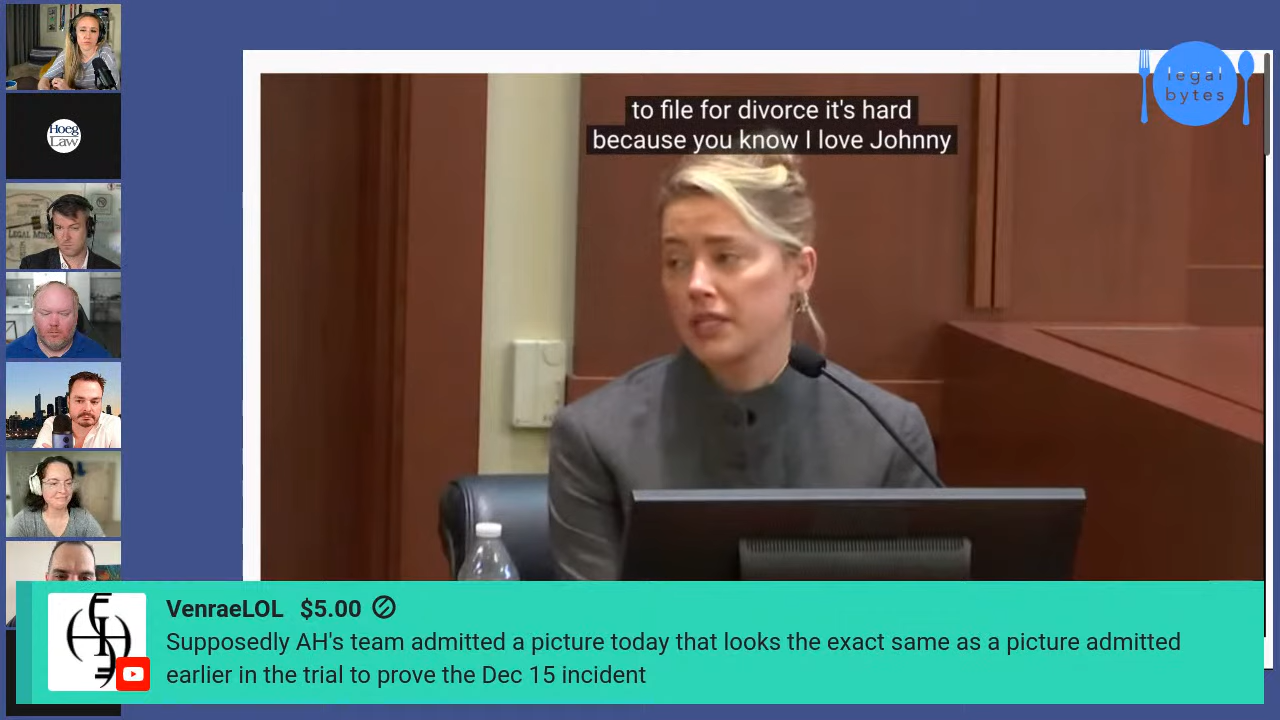 to file for divorce it's hard
because you know I love Johnny
legal
bytes
Hoeg
Law
VenraeLOL $5.00
Supposedly AH's team admitted a picture today that looks the exact same as a picture admitted
earlier in the trial to prove the Dec 15 incident